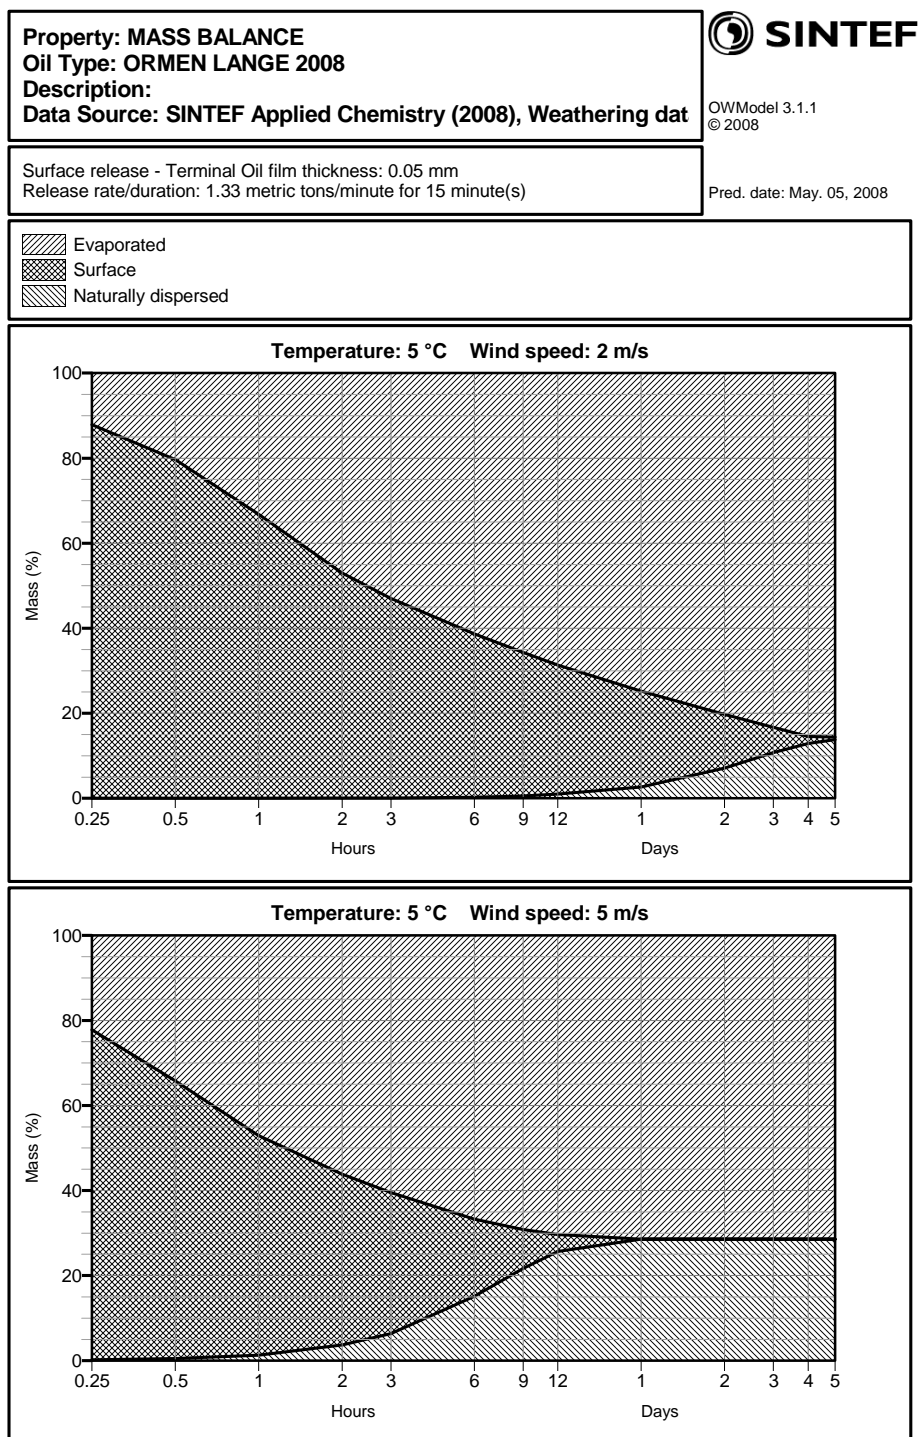 Property: MASS BALANCE
Oil Type: ORMEN LANGE 2008
Description:
Data Source: SINTEF Applied Chemistry (2008), Weathering dat
SINTEF
OWModel 3.1.1
© 2008
Surface release - Terminal Oil film thickness: 0.05 mm
Release rate/duration: 1.33 metric tons/minute for 15 minute(s)
Pred. date: May. 05, 2008
Evaporated
Surface
Naturally dispersed
Temperature: 5 °C Wind speed: 2 m/s
Mass (%)
100
80
60
40
20
0
0.25 0.5 1 2 3 6 9 12 1 2 3 4 5
Hours Days
Temperature: 5 °C Wind speed: 5 m/s
Mass (%)
100
80
60
40
20
0
0.25 0.5 1 2 3 6 9 12 1 2 3 4 5
Hours Days